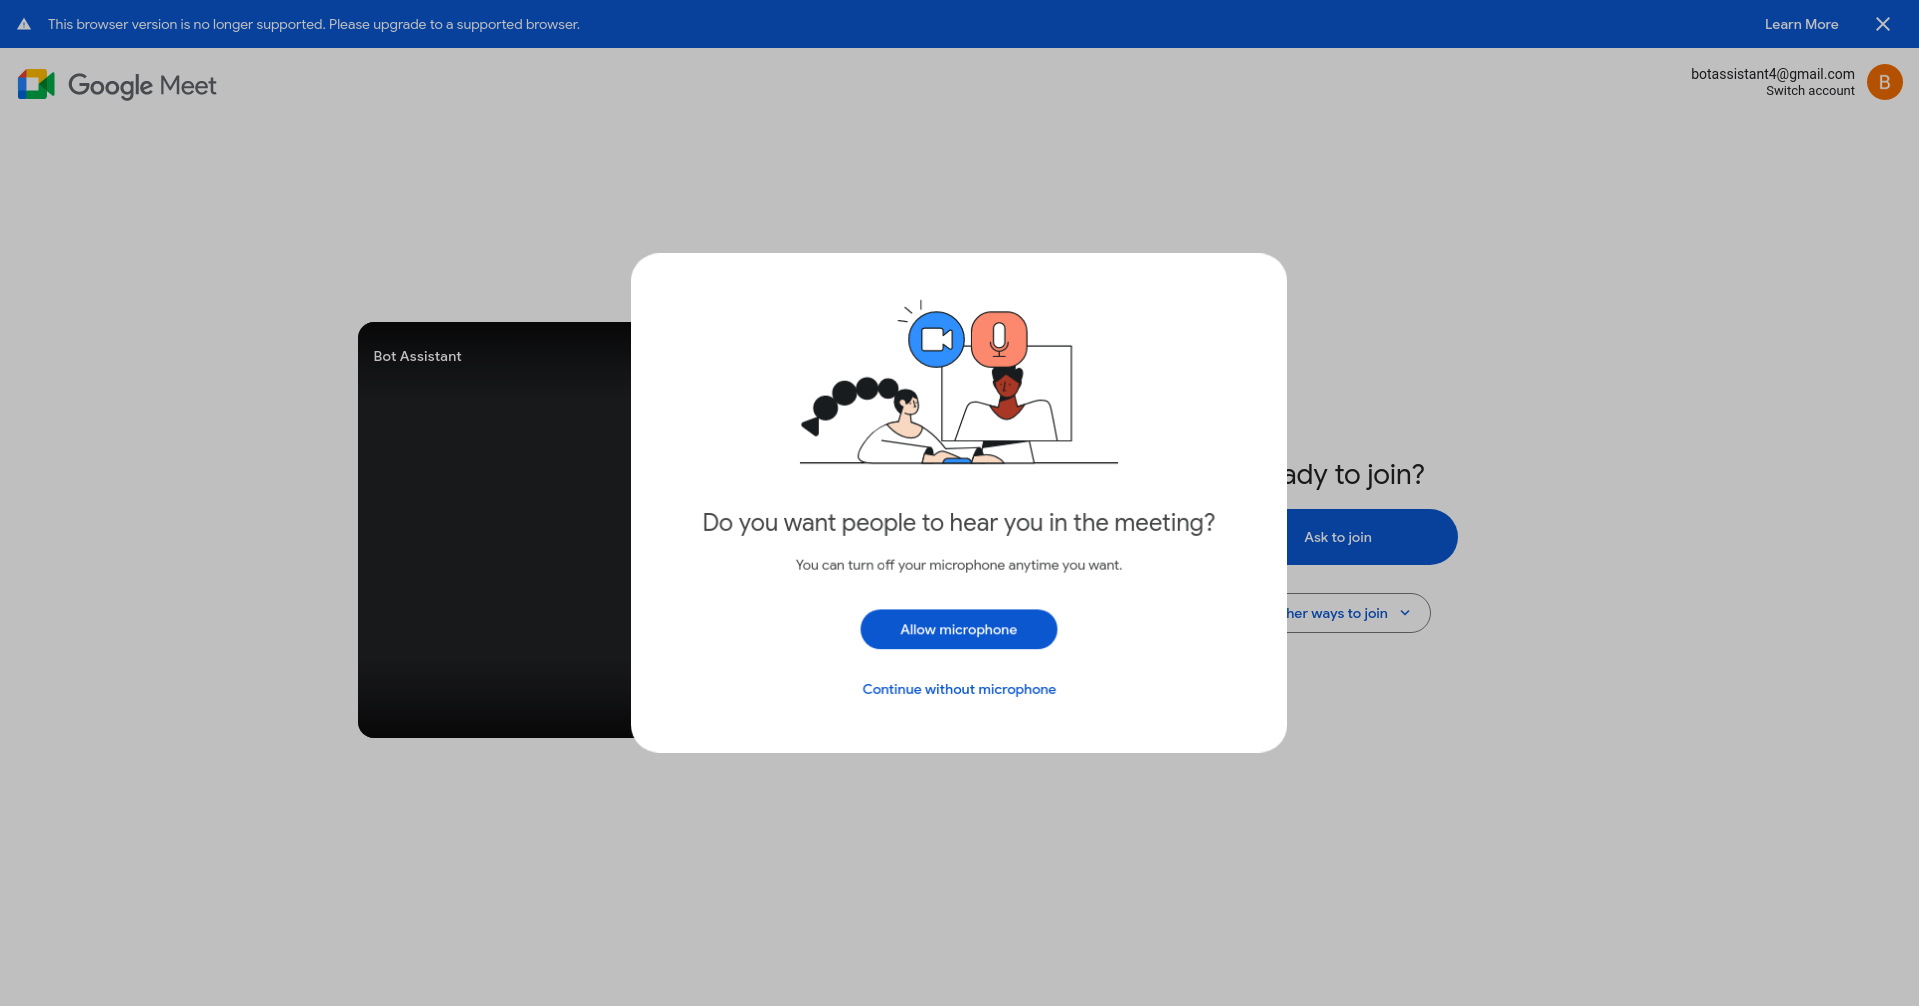 This browser version is no longer supported. Please upgrade to a supported browser.
Learn More
Google Meet
botassistant4@gmail.com
Switch account
B
Bot Assistant
Do you want people to hear you in the meeting?
You can turn off your microphone anytime you want.
Allow microphone
Continue without microphone
ady to join?
Ask to join
her ways to join